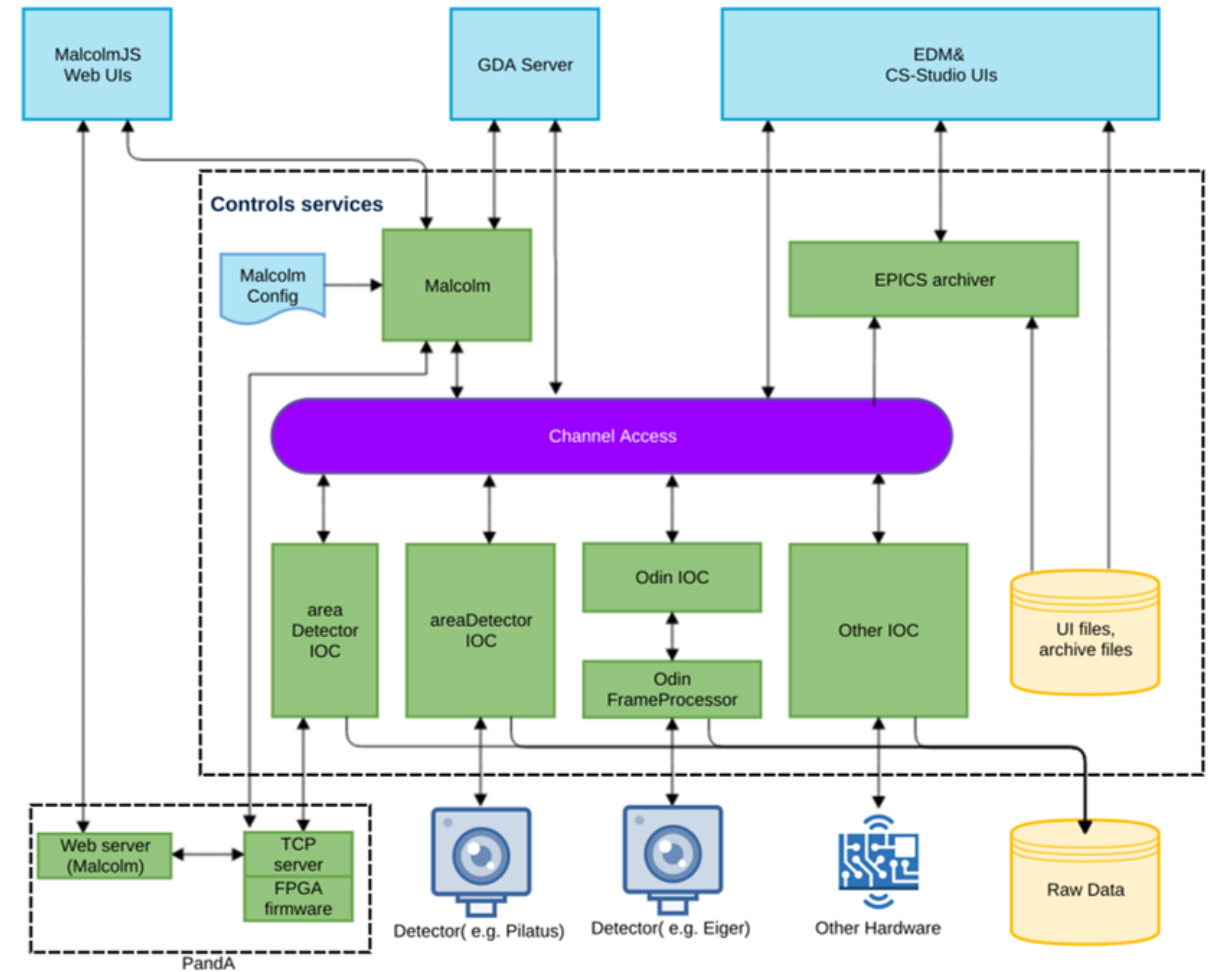 MalcolmJS
Web UIs
GDA Server
EDM&
CS-Studio UIs
Controls services
Malcolm
Config
Malcolm
EPICS archiver
Channel Access
area
Detector
IOC
areaDetector
IOC
Odin IOC
Odin
FrameProcessor
Other IOC
UI files,
archive files
Web server
(Malcolm)
TCP
server
FPGA
firmware
PandA
Detector( e.g. Pilatus)
Detector( e.g. Eiger)
Other Hardware
Raw Data